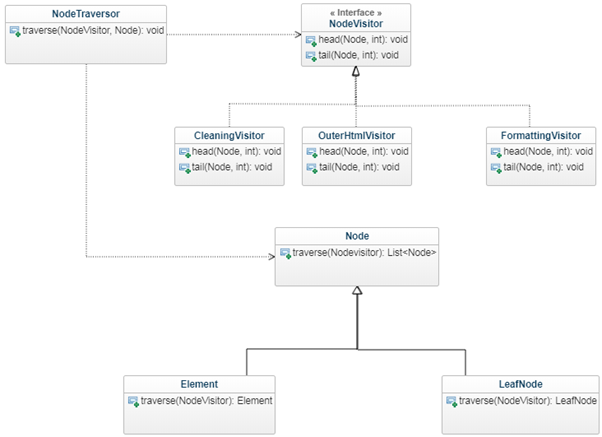 NodeTraversor
traverse(NodeVisitor, Node): void
« Interface »
NodeVisitor
head(Node, int): void
tail(Node, int): void
CleaningVisitor
head(Node, int): void
tail(Node, int): void
OuterHtmlVisitor
head(Node, int): void
tail(Node, int): void
FormattingVisitor
head(Node, int): void
tail(Node, int): void
Node
traverse(Nodevisitor): List<Node>
Element
traverse(NodeVisitor): Element
LeafNode
traverse(NodeVisitor): LeafNode